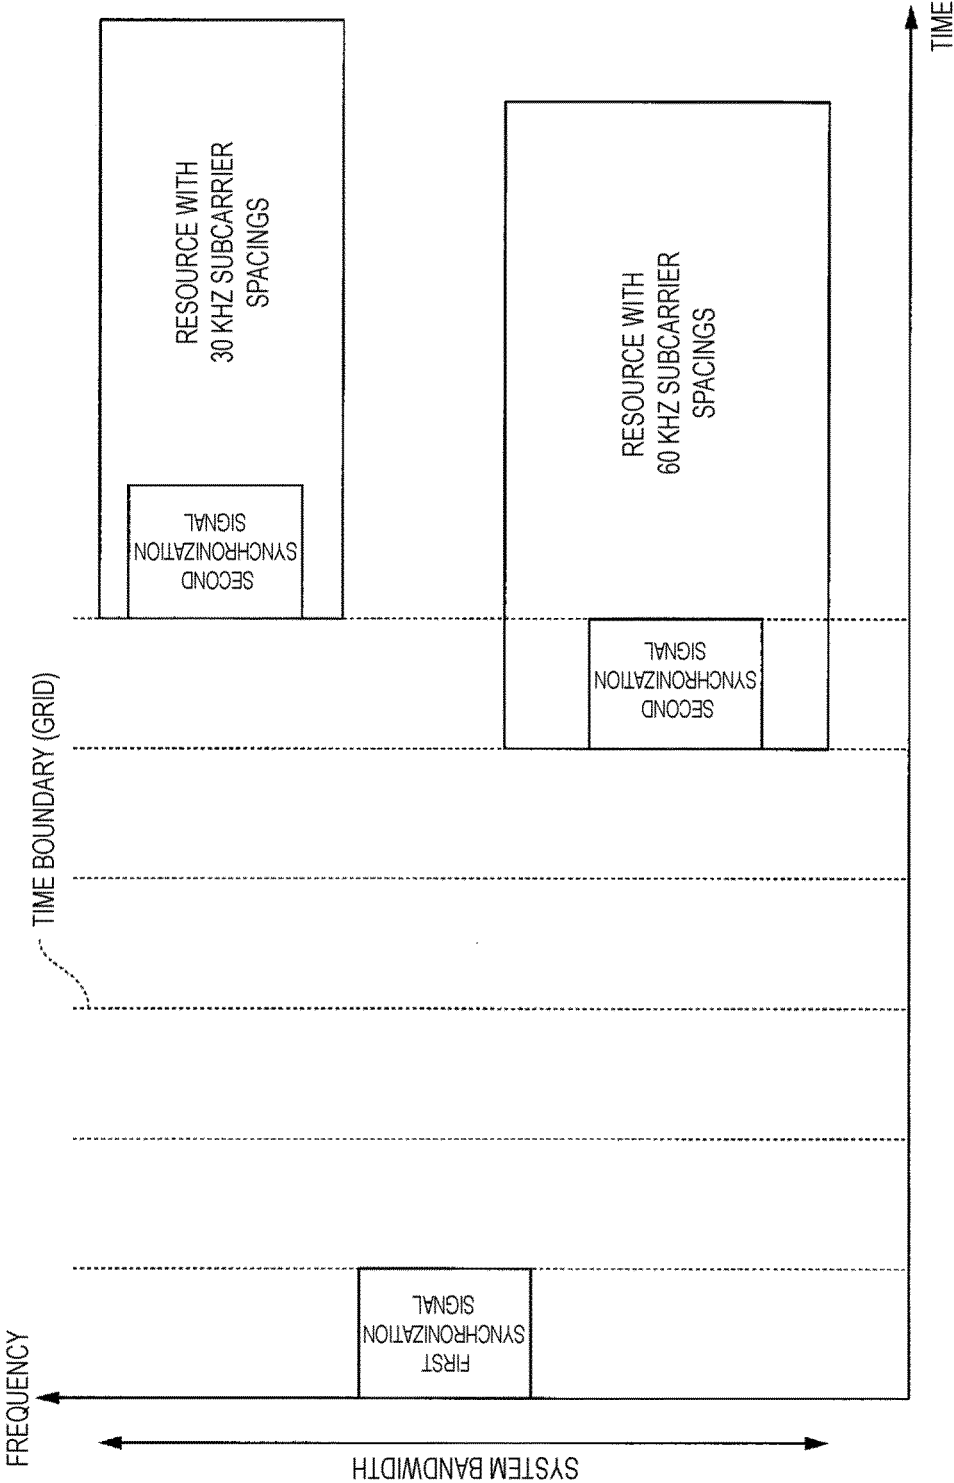 FREQUENCY
SYSTEM BANDWIDTH
FIRST
SYNCHRONIZATION
SIGNAL
TIME BOUNDARY (GRID)
RESOURCE WITH
30 KHZ SUBCARRIER
SPACINGS
SECOND
SYNCHRONIZATION
SIGNAL
RESOURCE WITH
60 KHZ SUBCARRIER
SPACINGS
SECOND
SYNCHRONIZATION
SIGNAL
TIME